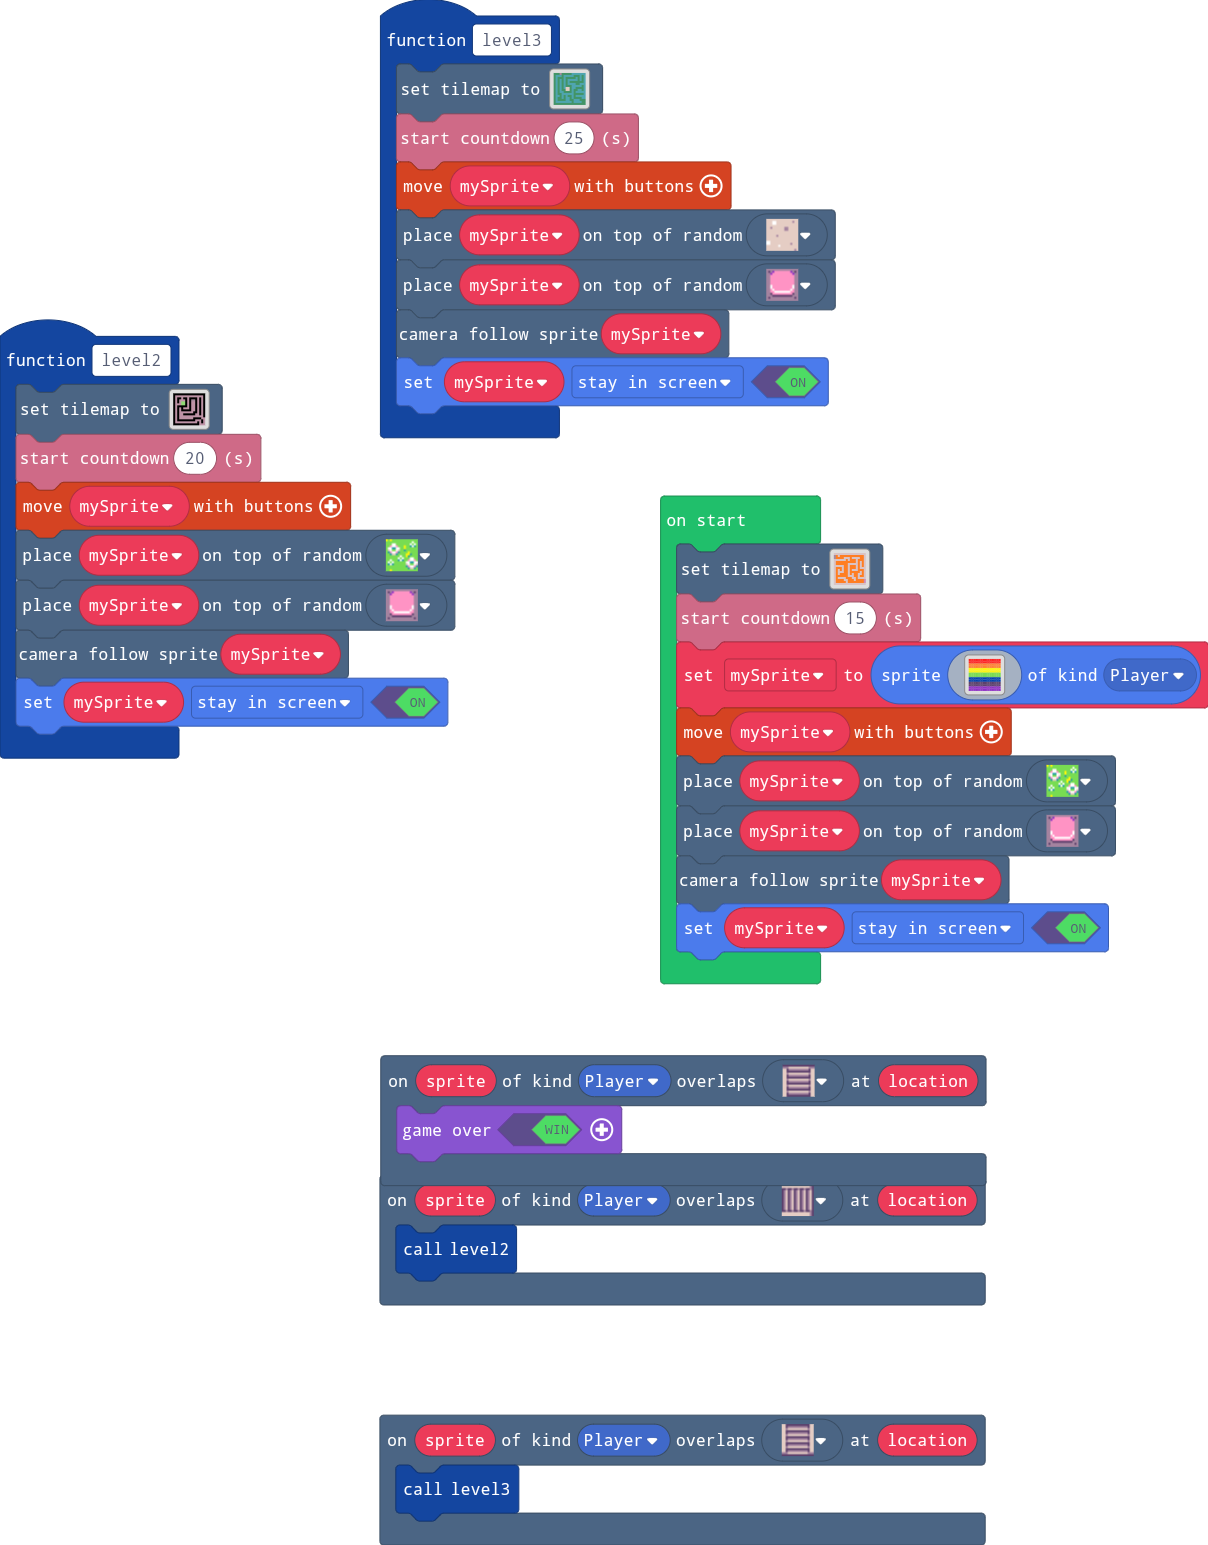 function level3
set tilemap to
start countdown 25 (s)
move mySprite with buttons
place mySprite on top of random
place mySprite on top of random
camera follow sprite mySprite
set mySprite stay in screen ON
function level2
set tilemap to
start countdown 20 (s)
move mySprite with buttons
place mySprite on top of random
place mySprite on top of random
camera follow sprite mySprite
set mySprite stay in screen ON
on start
set tilemap to
start countdown 15 (s)
set mySprite to sprite of kind Player
move mySprite with buttons
place mySprite on top of random
place mySprite on top of random
camera follow sprite mySprite
set mySprite stay in screen ON
on sprite of kind Player overlaps at location
game over WIN
on sprite of kind Player overlaps at location
call level2
on sprite of kind Player overlaps at location
call level3